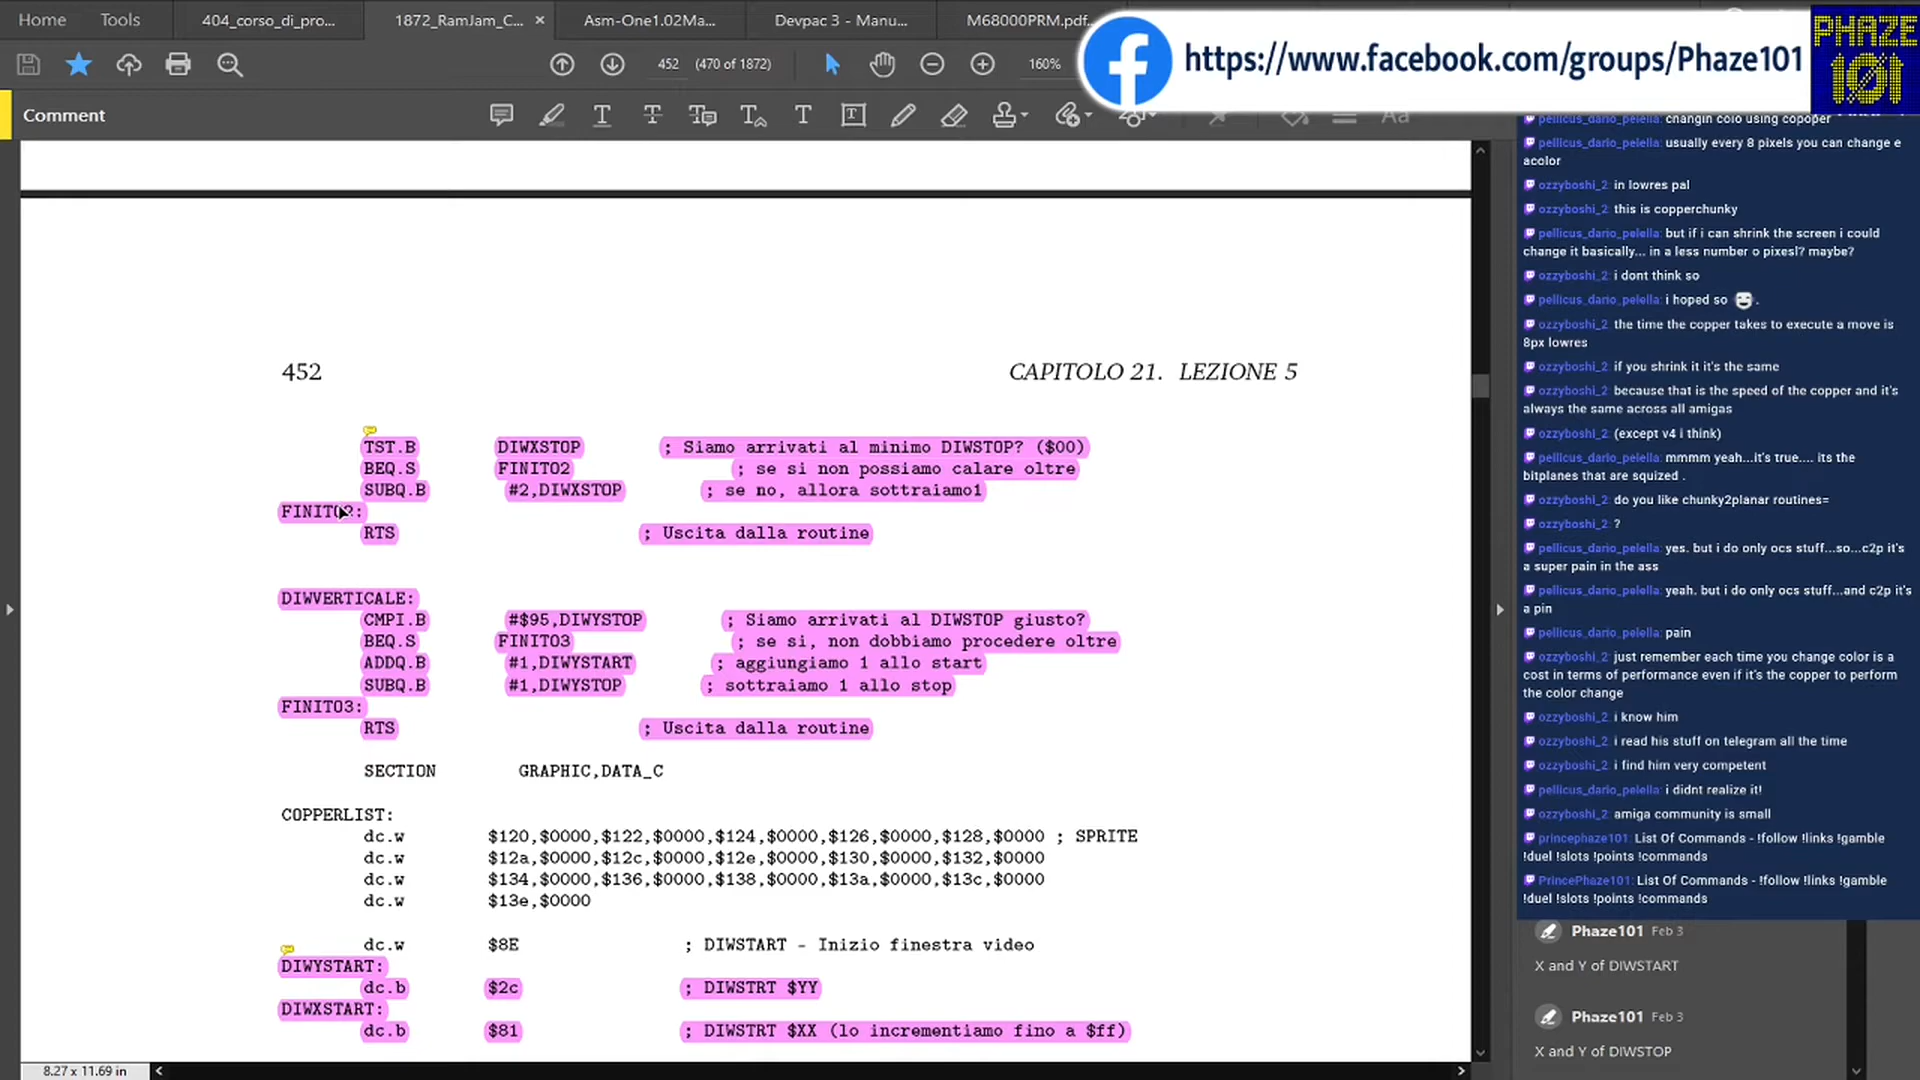 Home
Tools
404_corso_di_pro...
1872_RamJam_C...
×
Asm-One1.02Ma...
Devpac 3 - Manu...
M68000PRM.pdf...
https://www.facebook.com/groups/Phaze101
PHAZE
101
452
(470 of 1872)
160%
Comment
452
CAPITOLO 21. LEZIONE 5
TST.B DIWXSTOP ; Siamo arrivati al minimo DIWSTOP? ($00)
BEQ.S FINITO2 ; se si non possiamo calare oltre
SUBQ.B #2,DIWXSTOP ; se no, allora sottraiamo1
FINITO2:
RTS ; Uscita dalla routine
DIWVERTICALE:
CMPI.B #$95,DIWYSTOP ; Siamo arrivati al DIWSTOP giusto?
BEQ.S FINITO3 ; se si, non dobbiamo procedere oltre
ADDQ.B #1,DIWYSTART ; aggiungiamo 1 allo start
SUBQ.B #1,DIWYSTOP ; sottraiamo 1 allo stop
FINITO3:
RTS ; Uscita dalla routine
SECTION GRAPHIC,DATA_C
COPPERLIST:
dc.w $120,$0000,$122,$0000,$124,$0000,$126,$0000,$128,$0000 ; SPRITE
dc.w $12a,$0000,$12c,$0000,$12e,$0000,$130,$0000,$132,$0000
dc.w $134,$0000,$136,$0000,$138,$0000,$13a,$0000,$13c,$0000
dc.w $13e,$0000
dc.w $8E ; DIWSTART - Inizio finestra video
DIWYSTART:
dc.b $2c ; DIWSTRT $YY
DIWXSTART:
dc.b $81 ; DIWSTRT $XX (lo incrementiamo fino a $ff)
8.27 x 11.69 in
pellicus_dario_pelella: changin colo using copoper
pellicus_dario_pelella: usually every 8 pixels you can change e
acolor
ozzyboshi_2: in lowres pal
ozzyboshi_2: this is copperchunky
pellicus_dario_pelella: but if i can shrink the screen i could
change it basically... in a less number o pixesl? maybe?
ozzyboshi_2: i dont think so
pellicus_dario_pelella: i hoped so .
ozzyboshi_2: the time the copper takes to execute a move is
8px lowres
ozzyboshi_2: if you shrink it it's the same
ozzyboshi_2: because that is the speed of the copper and it's
always the same across all amigas
ozzyboshi_2: (except v4 i think)
pellicus_dario_pelella: mmmm yeah...it's true.... its the
bitplanes that are squized .
ozzyboshi_2: do you like chunky2planar routines=
ozzyboshi_2: ?
pellicus_dario_pelella: yes. but i do only ocs stuff...so...c2p it's
a super pain in the ass
pellicus_dario_pelella: yeah. but i do only ocs stuff...and c2p it's
a pin
pellicus_dario_pelella: pain
ozzyboshi_2: just remember each time you change color is a
cost in terms of performance even if it's the copper to perform
the color change
ozzyboshi_2: i know him
ozzyboshi_2: i read his stuff on telegram all the time
ozzyboshi_2: i find him very competent
pellicus_dario_pelella: i didnt realize it!
ozzyboshi_2: amiga community is small
princephaze101: List Of Commands - !follow !links !gamble
!duel !slots !points !commands
PrincePhaze101: List Of Commands - !follow !links !gamble
!duel !slots !points !commands
Phaze101 Feb 3
X and Y of DIWSTART
Phaze101 Feb 3
X and Y of DIWSTOP